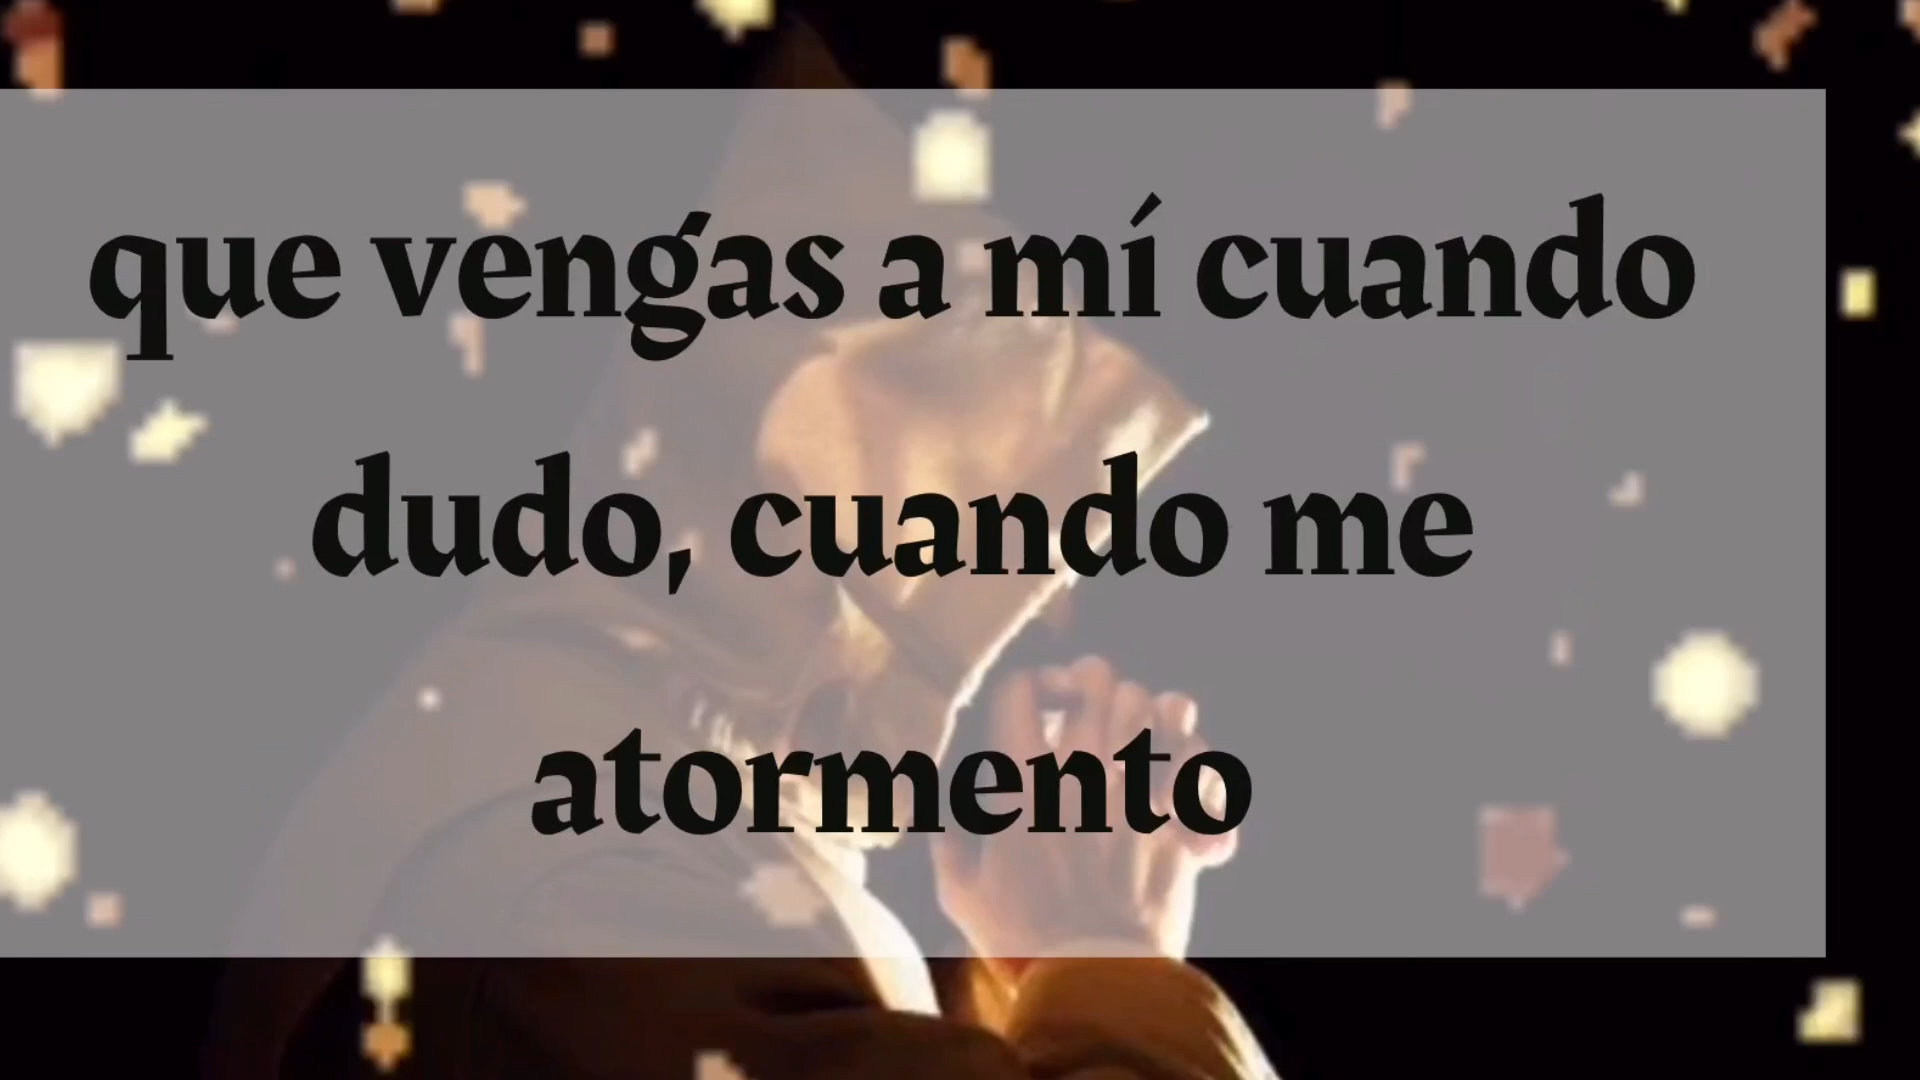 que vengas a mí cuando
dudo, cuando me
atormento